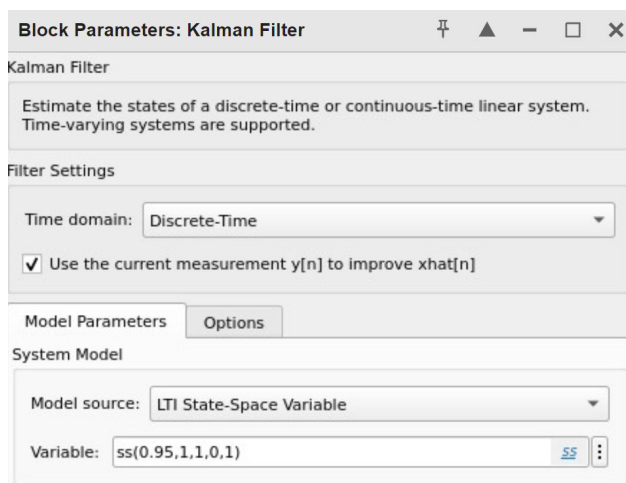 Block Parameters: Kalman Filter
Kalman Filter
Estimate the states of a discrete-time or continuous-time linear system.
Time-varying systems are supported.
Filter Settings
Time domain: Discrete-Time
Use the current measurement y[n] to improve xhat[n]
Model Parameters Options
System Model
Model source: LTI State-Space Variable
Variable: ss(0.95,1,1,0,1) ss